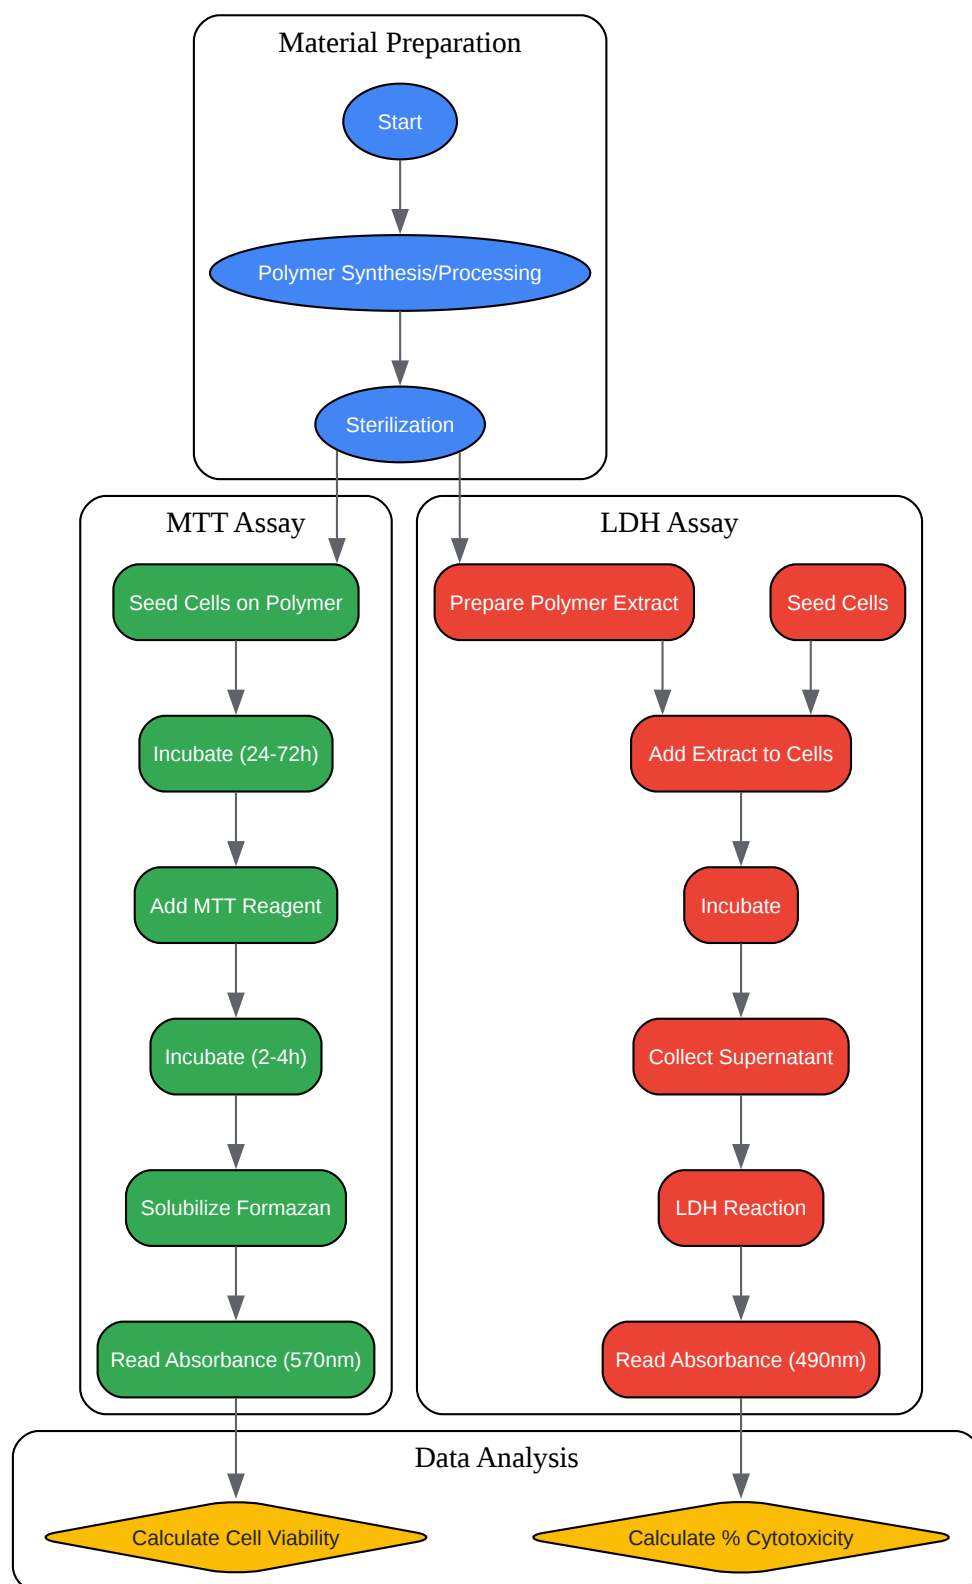 Material Preparation
Start
Polymer Synthesis/Processing
Sterilization
MTT Assay
Seed Cells on Polymer
Incubate (24-72h)
Add MTT Reagent
Incubate (2-4h)
Solubilize Formazan
Read Absorbance (570nm)
LDH Assay
Prepare Polymer Extract
Seed Cells
Add Extract to Cells
Incubate
Collect Supernatant
LDH Reaction
Read Absorbance (490nm)
Data Analysis
Calculate Cell Viability
Calculate % Cytotoxicity